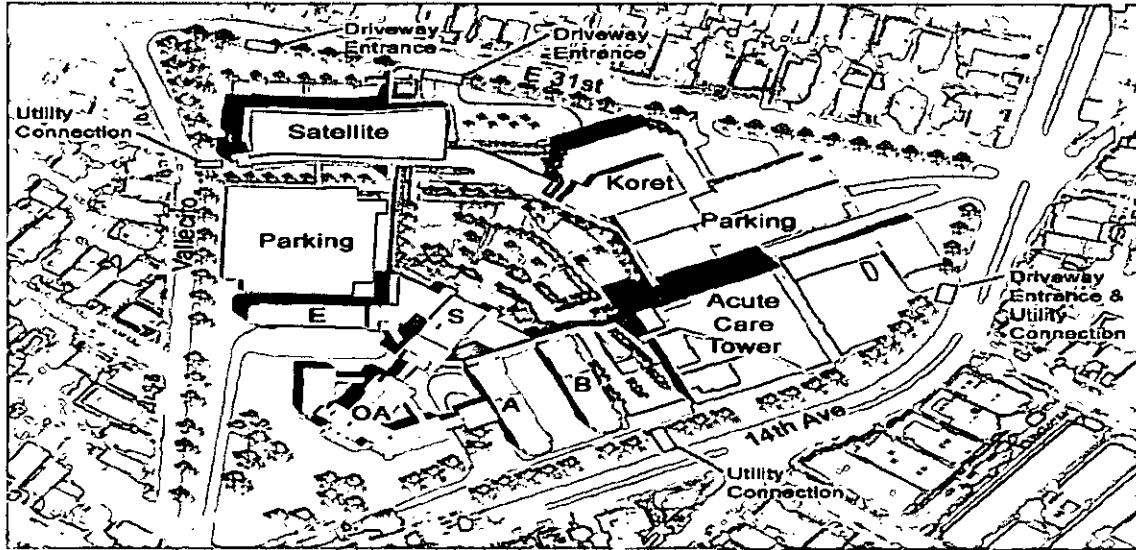 Driveway
Entrance
Driveway
Entrance
E 31st
Utility
Connection
Satellite
Koret
Vallecito
Parking
Parking
E
S
Acute
Care
Tower
Driveway
Entrance &
Utility
Connection
OA
A
B
14th Ave
Utility
Connection